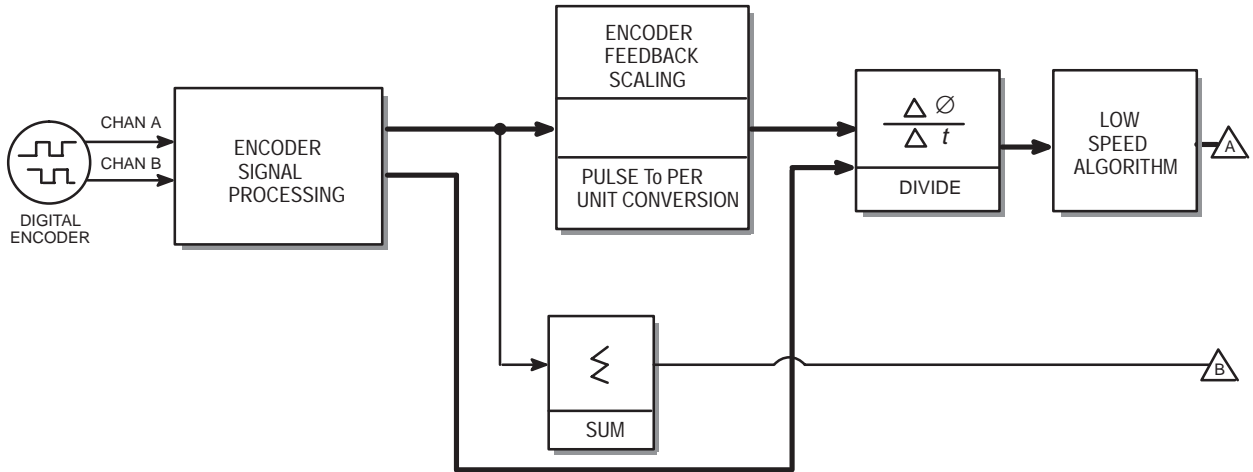 CHAN A
CHAN B
DIGITAL
ENCODER
ENCODER
SIGNAL
PROCESSING
ENCODER
FEEDBACK
SCALING
PULSE To PER
UNIT CONVERSION
Δ Ø
Δ t
DIVIDE
LOW
SPEED
ALGORITHM
A
SUM
B